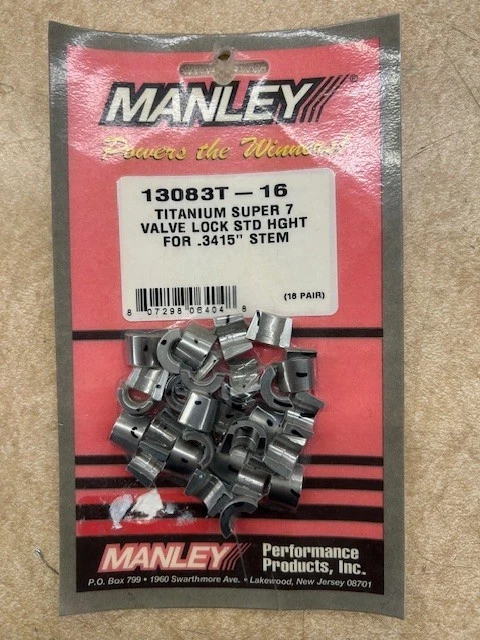 MANLEY®
Powers the Winners!
13083T-16
TITANIUM SUPER 7
VALVE LOCK STD HGHT
FOR .3415" STEM
(18 PAIR)
8 07298 06404 8
MANLEY Performance
Products, Inc.
P.O. Box 799 • 1960 Swarthmore Ave. • Lakewood, New Jersey 08701